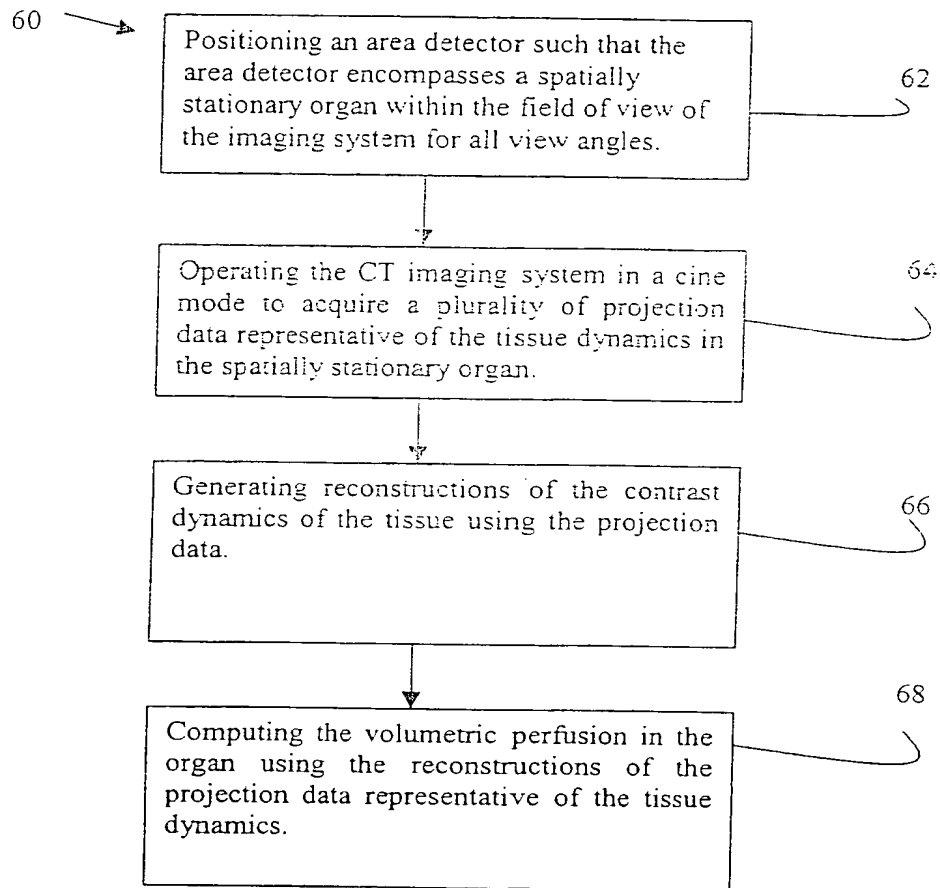 60
Positioning an area detector such that the
area detector encompasses a spatially
stationary organ within the field of view of
the imaging system for all view angles.
62
Operating the CT imaging system in a cine
mode to acquire a plurality of projection
data representative of the tissue dynamics in
the spatially stationary organ.
64
Generating reconstructions of the contrast
dynamics of the tissue using the projection
data.
66
Computing the volumetric perfusion in the
organ using the reconstructions of the
projection data representative of the tissue
dynamics.
68